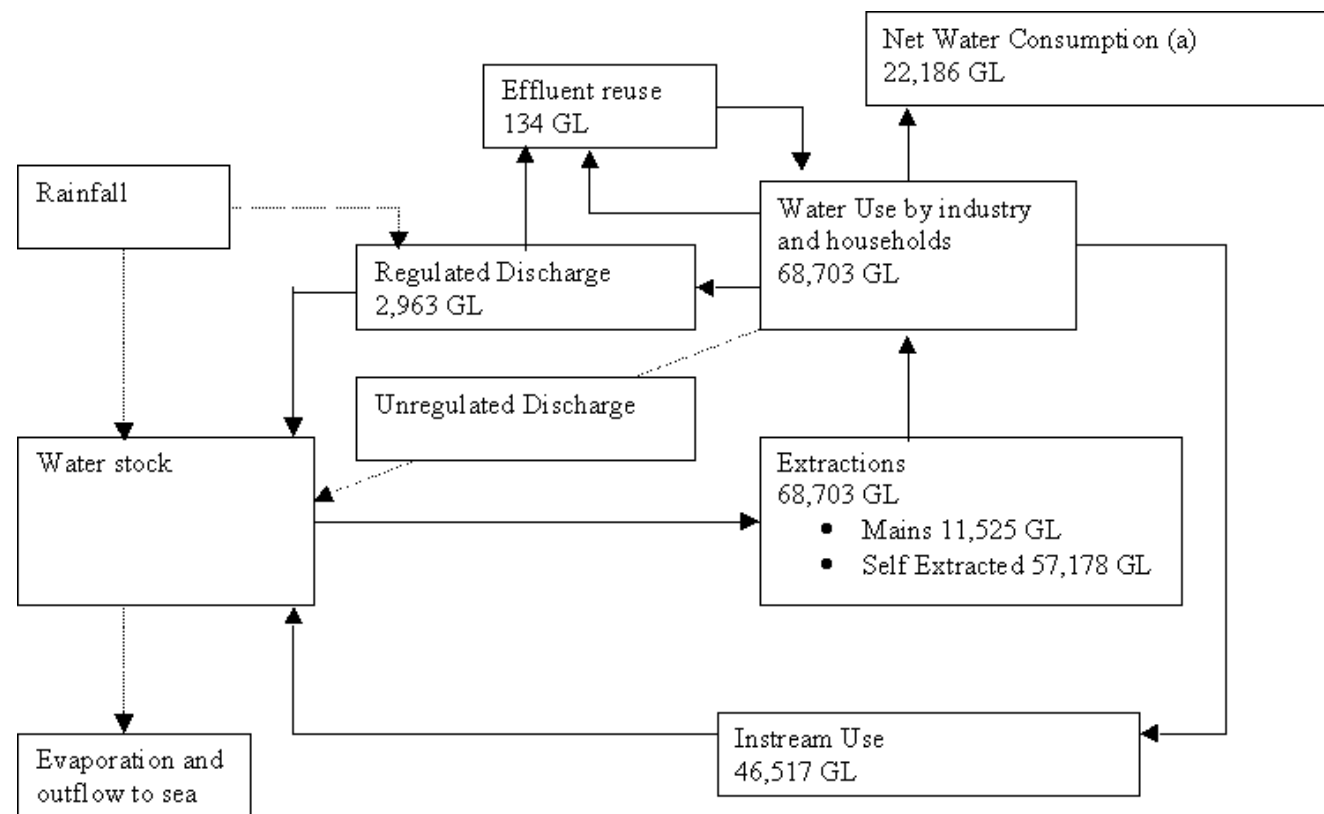 Net Water Consumption (a)
22,186 GL
Effluent reuse
134 GL
Rainfall
Water Use by industry
and households
68,703 GL
Regulated Discharge
2,963 GL
Unregulated Discharge
Water stock
Extractions
68,703 GL
• Mains 11,525 GL
• Self Extracted 57,178 GL
Instream Use
46,517 GL
Evaporation and
outflow to sea